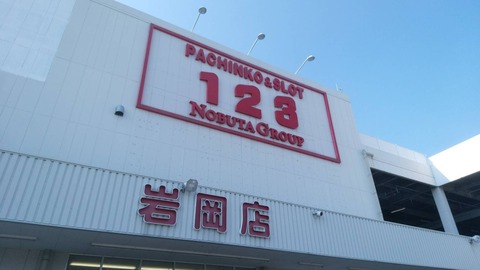 PACHINKO & SLOT
123
NOBUTA GROUP
岩岡店